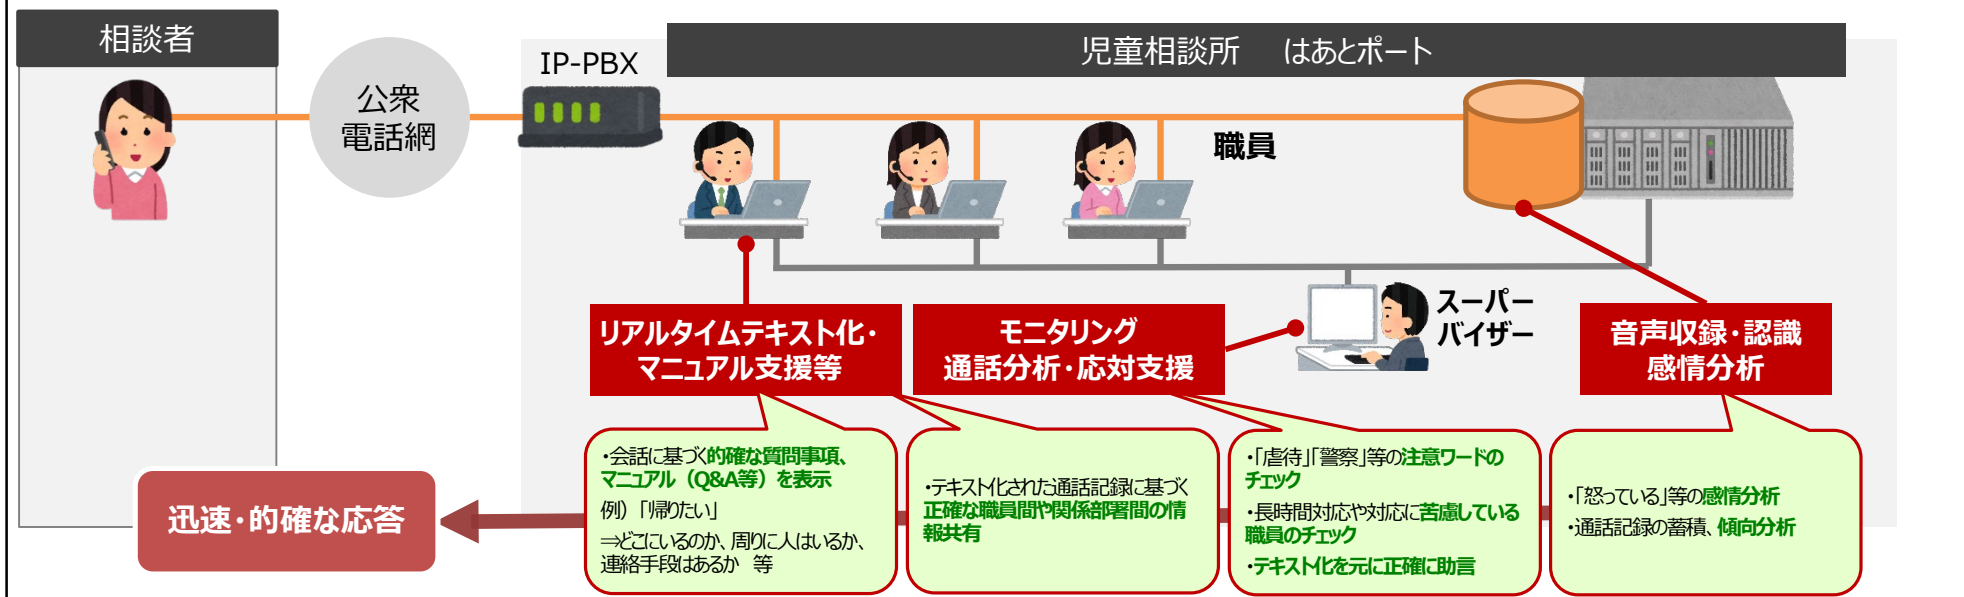 相談者
公衆
電話網
IP-PBX
児童相談所　はあとポート
職員
スーパー
バイザー
リアルタイムテキスト化・
マニュアル支援等
モニタリング
通話分析・応対支援
音声収録・認識
感情分析
・会話に基づく的確な質問事項、
マニュアル（Q&A等）を表示
例）「帰りたい」
⇒どこにいるのか、周りに人はいるか、
連絡手段はあるか　等
・テキスト化された通話記録に基づく
正確な職員間や関係部署間の情
報共有
・「虐待」「警察」等の注意ワードの
チェック
・長時間対応や対応に苦慮している
職員のチェック
・テキスト化を元に正確に助言
・「怒っている」等の感情分析
・通話記録の蓄積、傾向分析
迅速・的確な応答